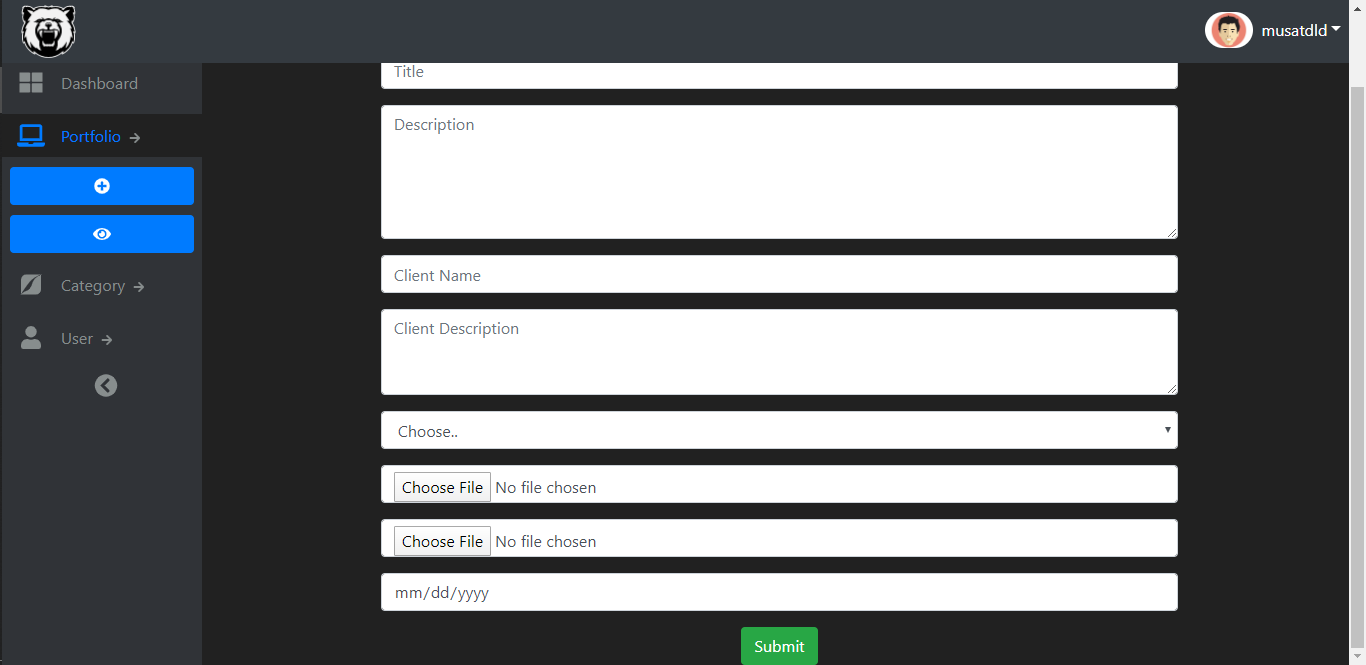 musatdld
Dashboard
Portfolio
Category
User
Title
Description
Client Name
Client Description
Choose..
Choose File No file chosen
Choose File No file chosen
mm/dd/yyyy
Submit